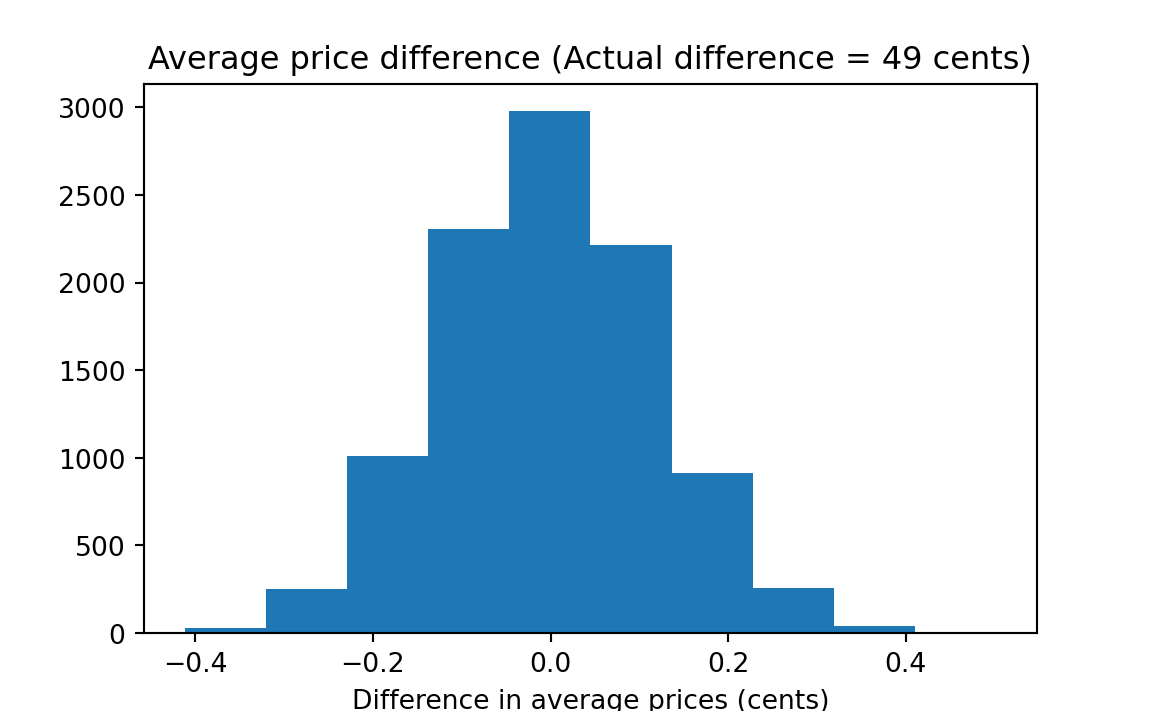 Average price difference (Actual difference = 49 cents)
3000
2500
2000
1500
1000
500
0
−0.4 −0.2 0.0 0.2 0.4
Difference in average prices (cents)